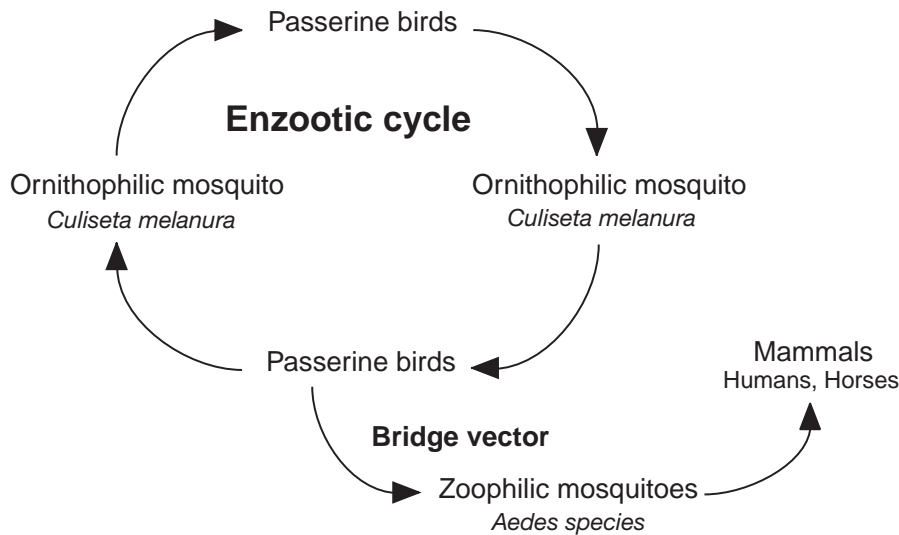 Passerine birds
Enzootic cycle
Ornithophilic mosquito
Culiseta melanura
Ornithophilic mosquito
Culiseta melanura
Passerine birds
Mammals
Humans, Horses
Bridge vector
Zoophilic mosquitoes
Aedes species